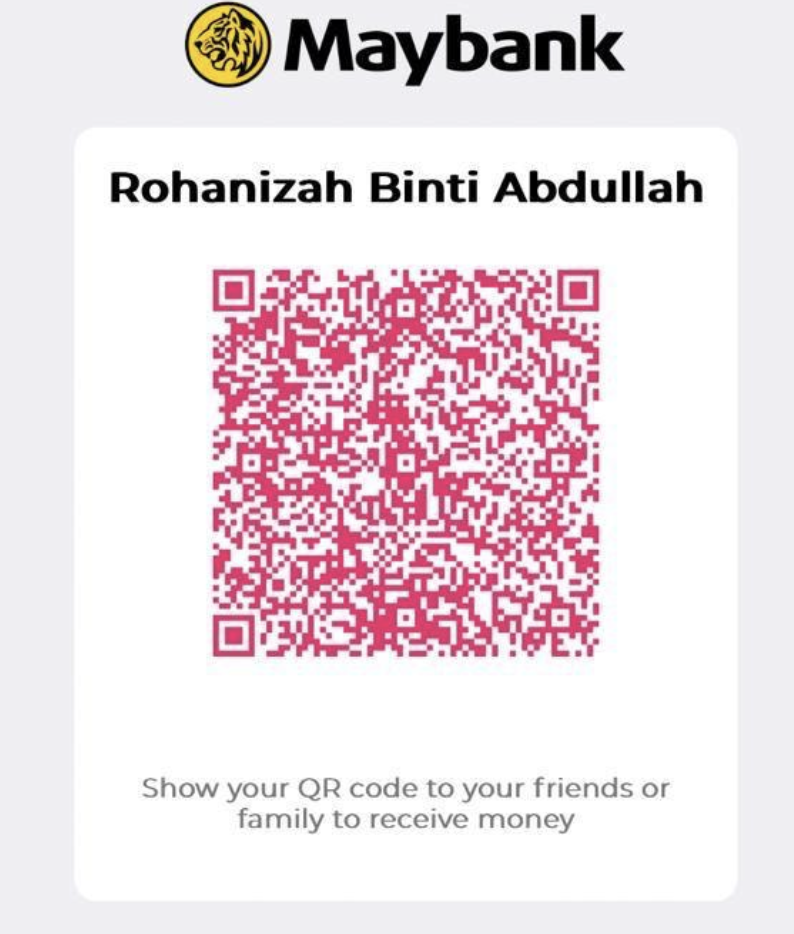 Maybank
Rohanizah Binti Abdullah
Show your QR code to your friends or
family to receive money